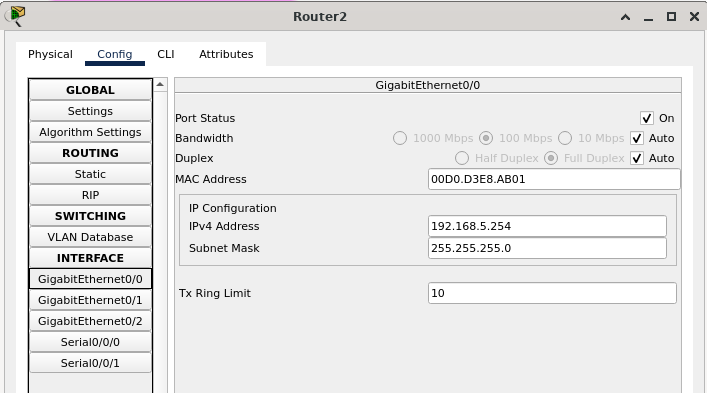 Router2
Physical Config CLI Attributes
GLOBAL
Settings
Algorithm Settings
ROUTING
Static
RIP
SWITCHING
VLAN Database
INTERFACE
GigabitEthernet0/0
GigabitEthernet0/1
GigabitEthernet0/2
Serial0/0/0
Serial0/0/1
GigabitEthernet0/0
Port Status On
Bandwidth 1000 Mbps 100 Mbps 10 Mbps Auto
Duplex Half Duplex Full Duplex Auto
MAC Address 00D0.D3E8.AB01
IP Configuration
IPv4 Address 192.168.5.254
Subnet Mask 255.255.255.0
Tx Ring Limit 10